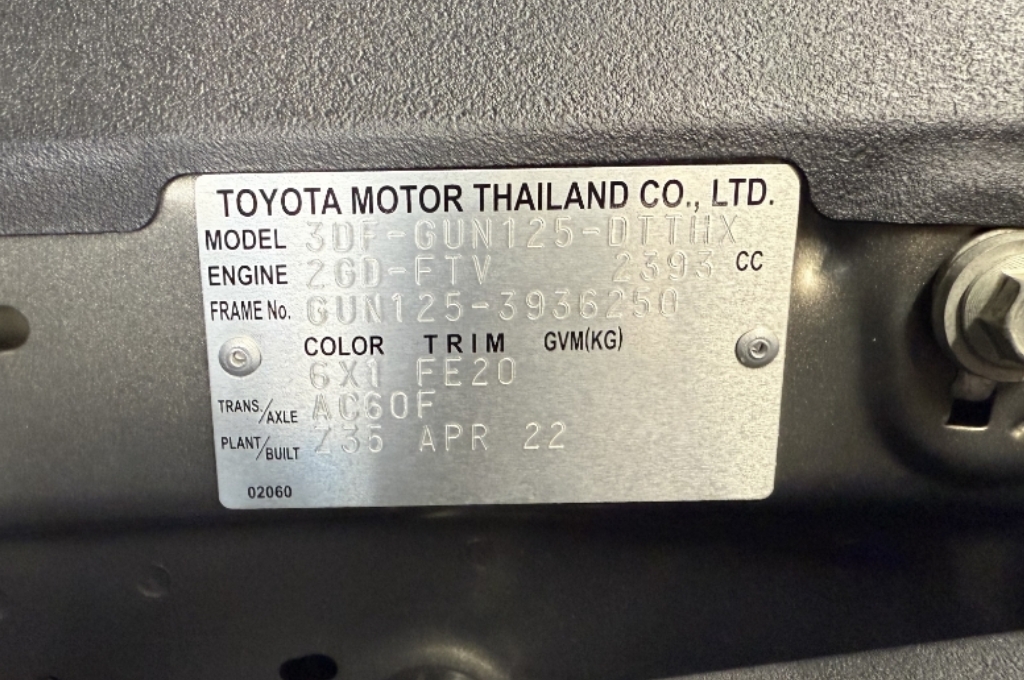 TOYOTA MOTOR THAILAND CO., LTD.
MODEL 3DF-GUN125-DTTHX
ENGINE 2GD-FTV 2393 CC
FRAME No. GUN125-3936250
COLOR TRIM GVM(KG)
6X1 FE20
TRANS./AXLE AC60F
PLANT/BUILT Z35 APR 22
02060